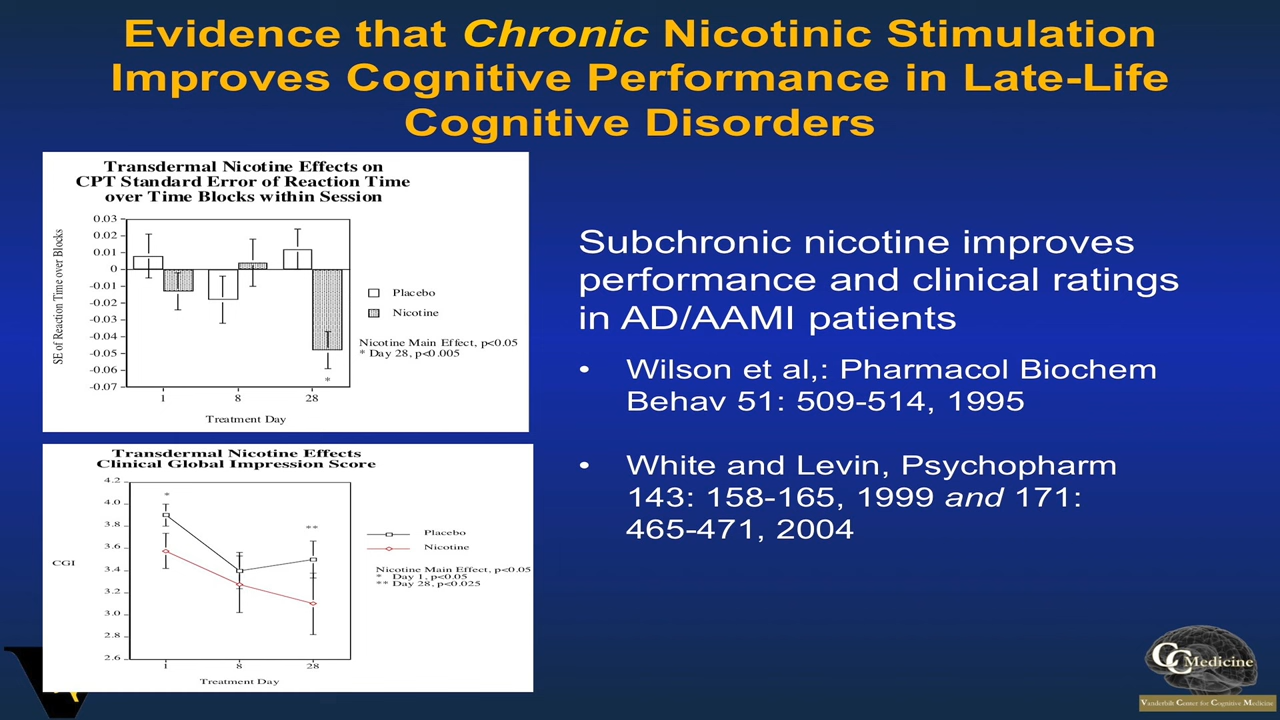 Evidence that Chronic Nicotinic Stimulation
Improves Cognitive Performance in Late-Life
Cognitive Disorders
Transdermal Nicotine Effects on
CPT Standard Error of Reaction Time
over Time Blocks within Session
SE of Reaction Time over Blocks
0.03
0.02
0.01
0
-0.01
-0.02
-0.03
-0.04
-0.05
-0.06
-0.07
*
1 8 28
Treatment Day
Placebo
Nicotine
Nicotine Main Effect, p<0.05
* Day 28, p<0.005
Transdermal Nicotine Effects
Clinical Global Impression Score
CGI
4.2
4.0
3.8
3.6
3.4
3.2
3.0
2.8
2.6
*
**
1 8 28
Treatment Day
Placebo
Nicotine
Nicotine Main Effect, p<0.05
* Day 1, p<0.05
** Day 28, p<0.025
Subchronic nicotine improves
performance and clinical ratings
in AD/AAMI patients
• Wilson et al,: Pharmacol Biochem
Behav 51: 509-514, 1995
• White and Levin, Psychopharm
143: 158-165, 1999 and 171:
465-471, 2004
CC Medicine
Vanderbilt Center for Cognitive Medicine